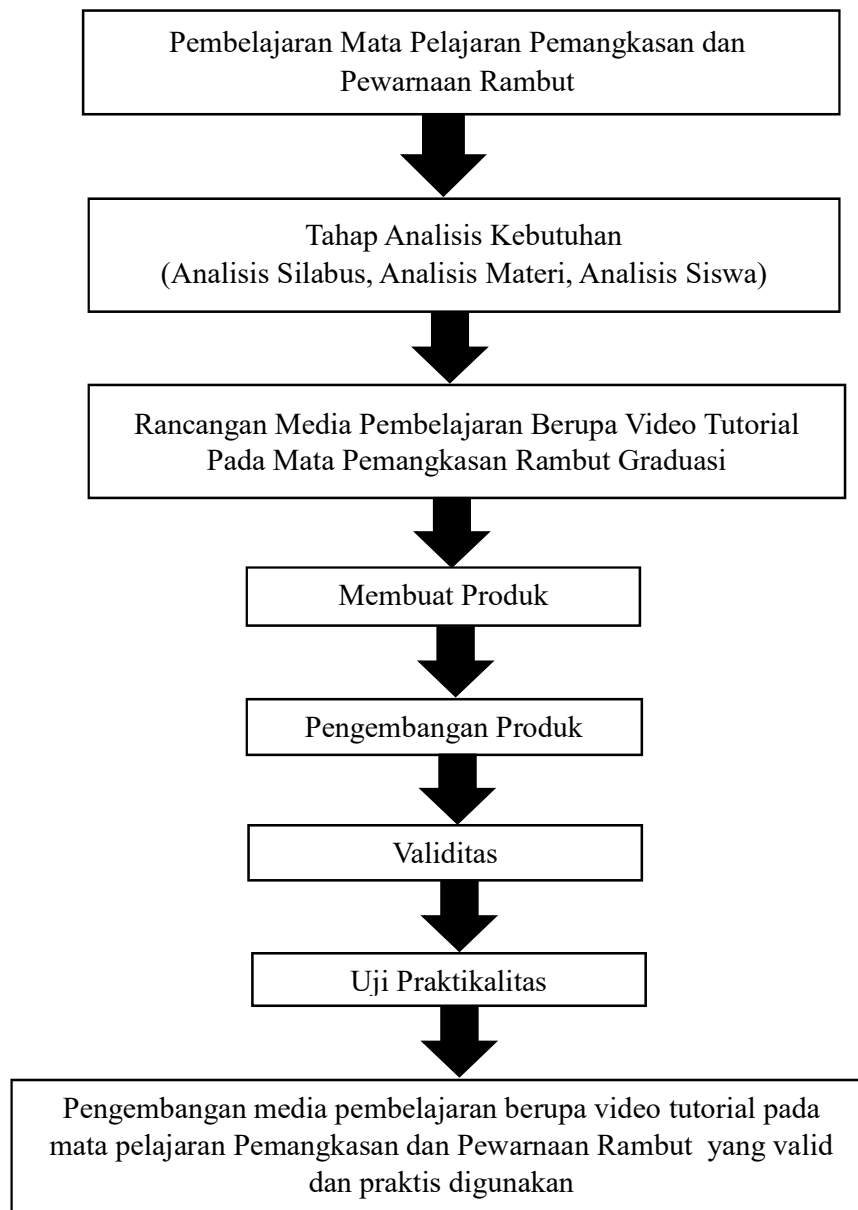 Pembelajaran Mata Pelajaran Pemangkasan dan
Pewarnaan Rambut
Tahap Analisis Kebutuhan
(Analisis Silabus, Analisis Materi, Analisis Siswa)
Rancangan Media Pembelajaran Berupa Video Tutorial
Pada Mata Pemangkasan Rambut Graduasi
Membuat Produk
Pengembangan Produk
Validitas
Uji Praktikalitas
Pengembangan media pembelajaran berupa video tutorial pada
mata pelajaran Pemangkasan dan Pewarnaan Rambut yang valid
dan praktis digunakan